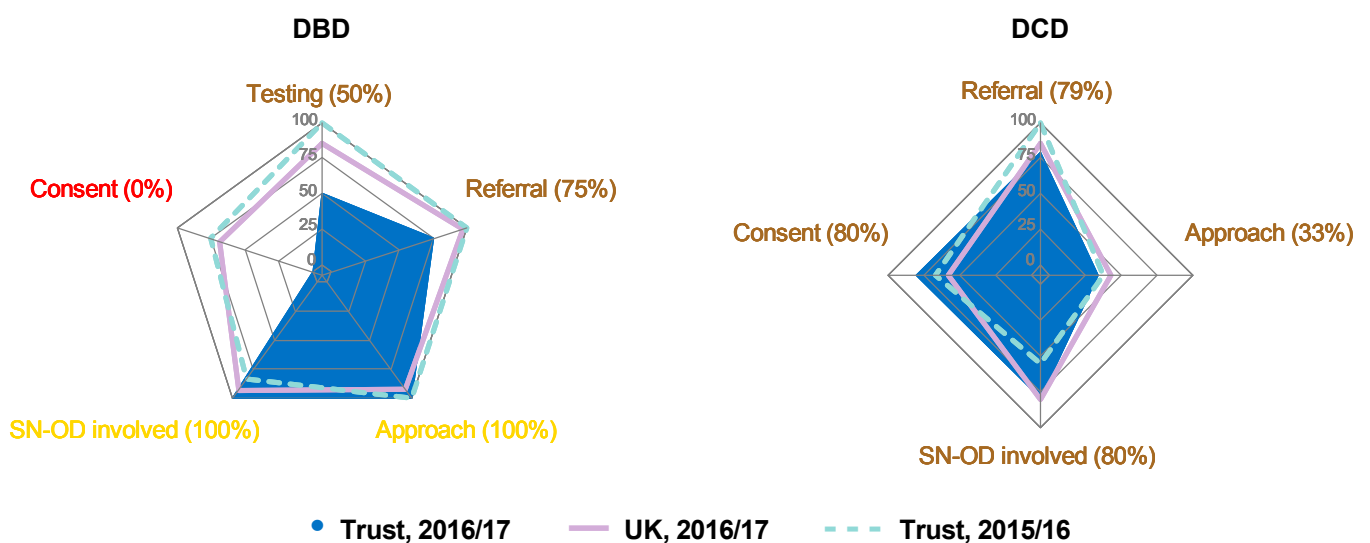 DBD
Testing (50%)
100
75
50
25
0
Consent (0%)
Referral (75%)
SN-OD involved (100%)
Approach (100%)
DCD
Referral (79%)
100
75
50
25
0
Consent (80%)
Approach (33%)
SN-OD involved (80%)
Trust, 2016/17
UK, 2016/17
Trust, 2015/16